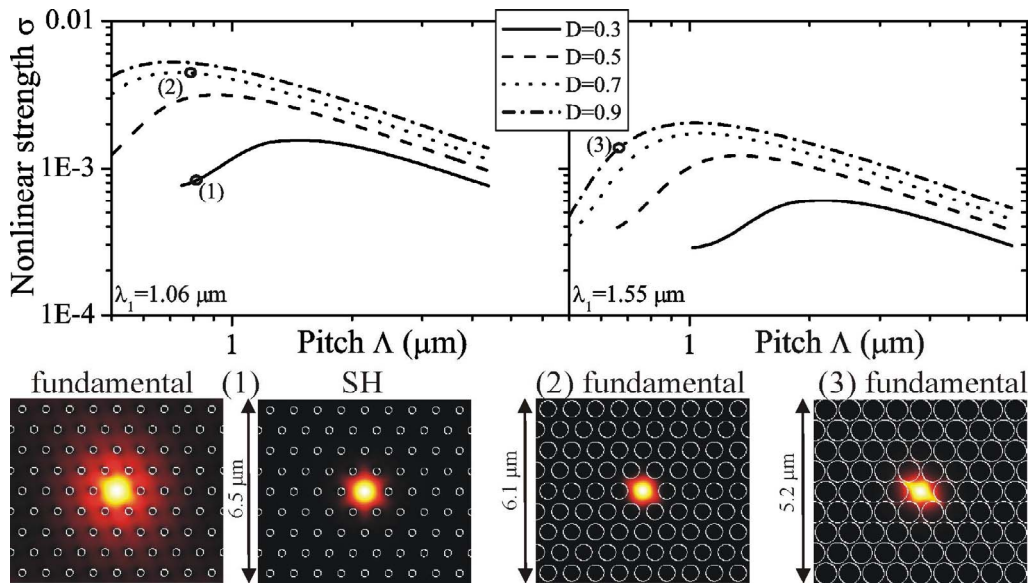 Nonlinear strength σ
0.01
1E-3
1E-4
(2)
(1)
λ₁=1.06 μm
D=0.3
D=0.5
D=0.7
D=0.9
(3)
λ₁=1.55 μm
1
Pitch Λ (μm)
1
Pitch Λ (μm)
fundamental (1) SH
(2) fundamental
(3) fundamental
6.5 μm
6.1 μm
5.2 μm